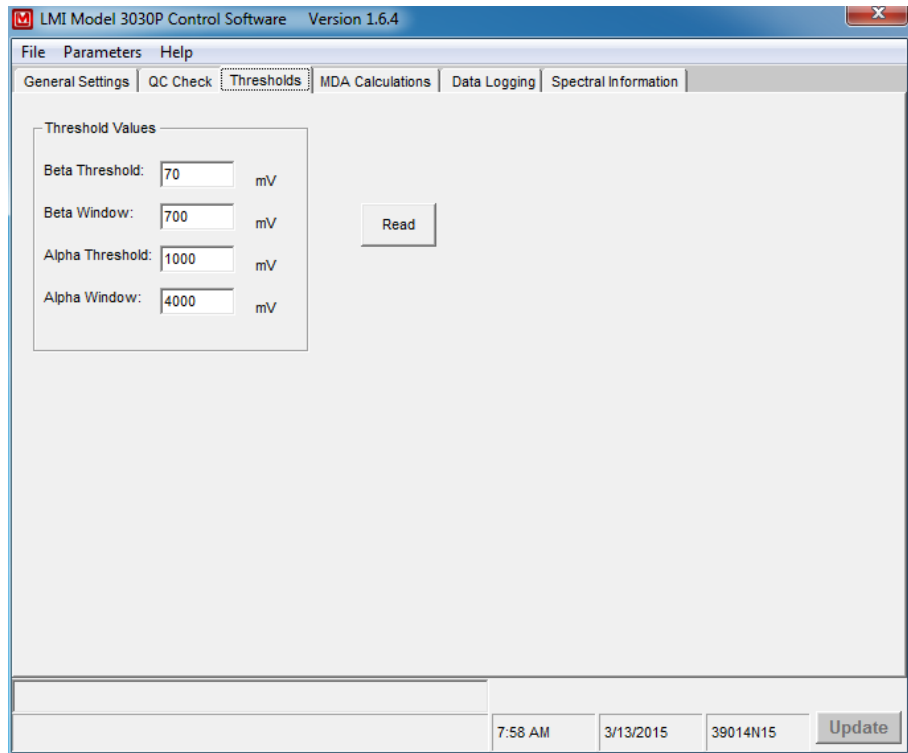 LMI Model 3030P Control Software Version 1.6.4
X
File Parameters Help
General Settings QC Check Thresholds MDA Calculations Data Logging Spectral Information
Threshold Values
Beta Threshold: 70 mV
Beta Window: 700 mV
Read
Alpha Threshold: 1000 mV
Alpha Window: 4000 mV
7:58 AM 3/13/2015 39014N15 Update